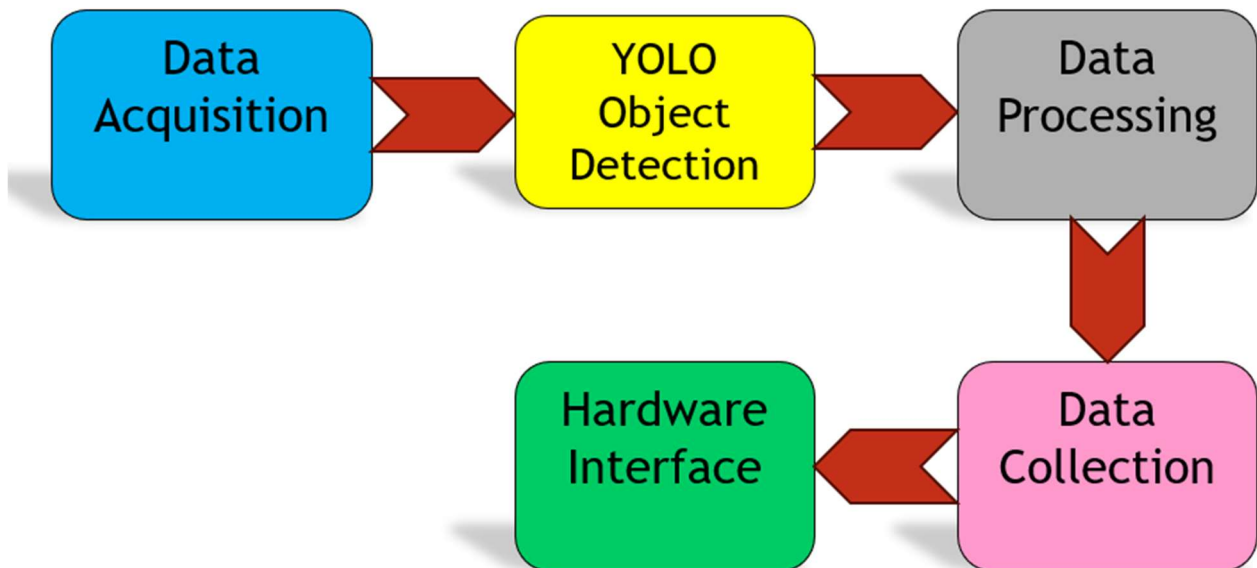 Data
Acquisition
YOLO
Object
Detection
Data
Processing
Data
Collection
Hardware
Interface